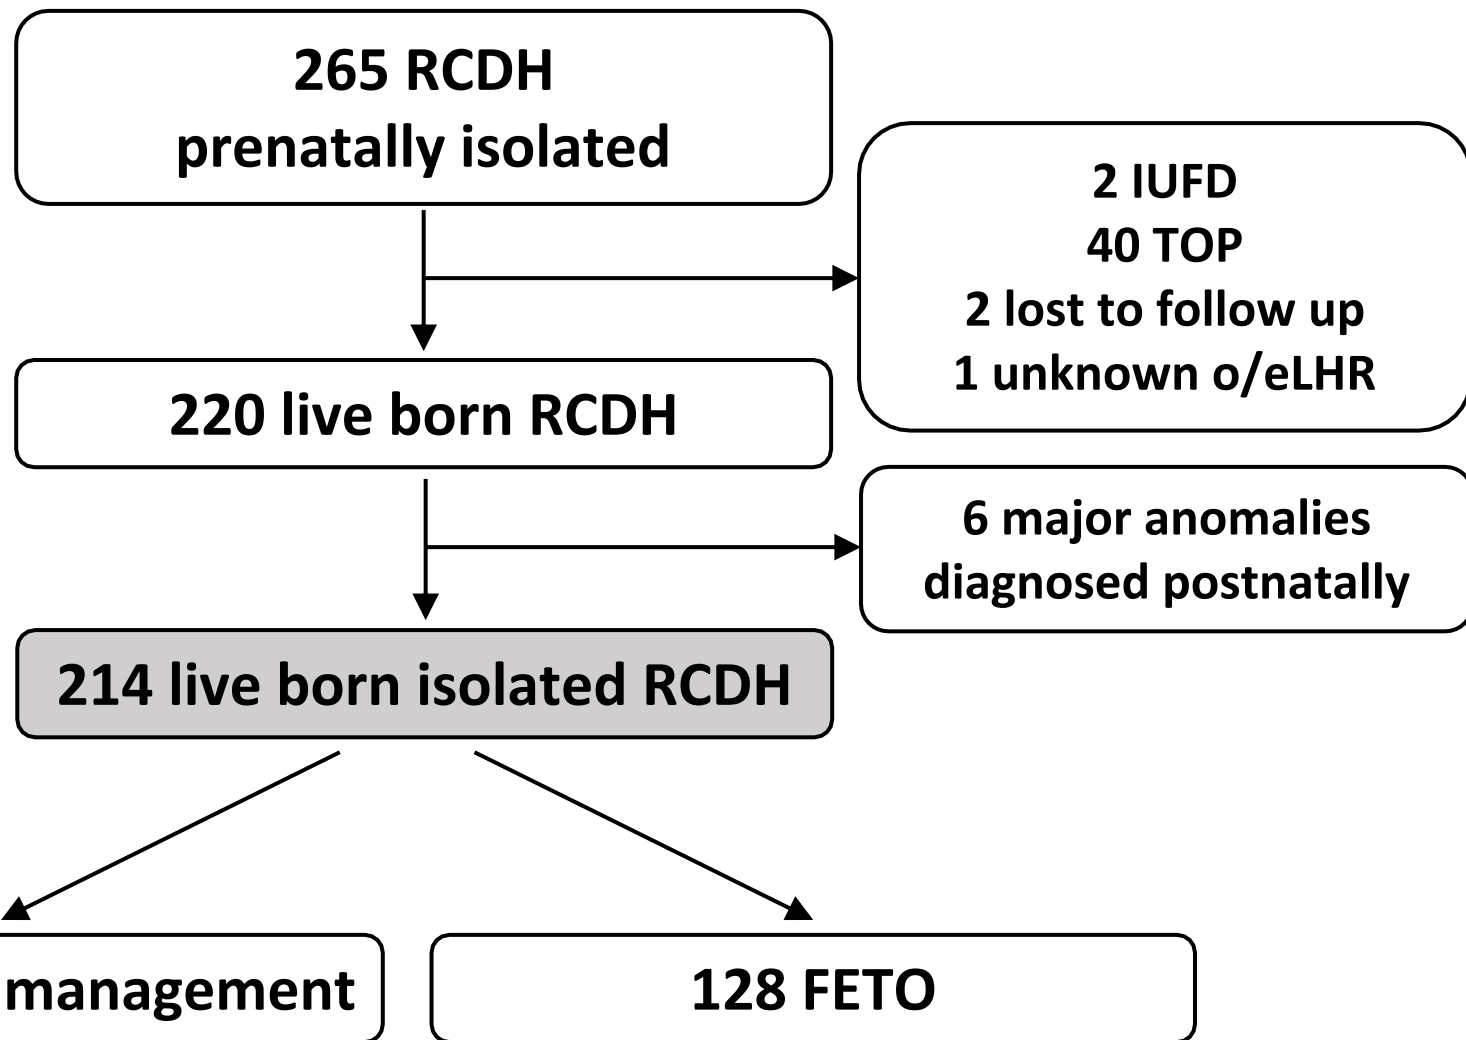 265 RCDH
prenatally isolated
2 IUFD
40 TOP
2 lost to follow up
1 unknown o/eLHR
220 live born RCDH
6 major anomalies
diagnosed postnatally
214 live born isolated RCDH
management
128 FETO